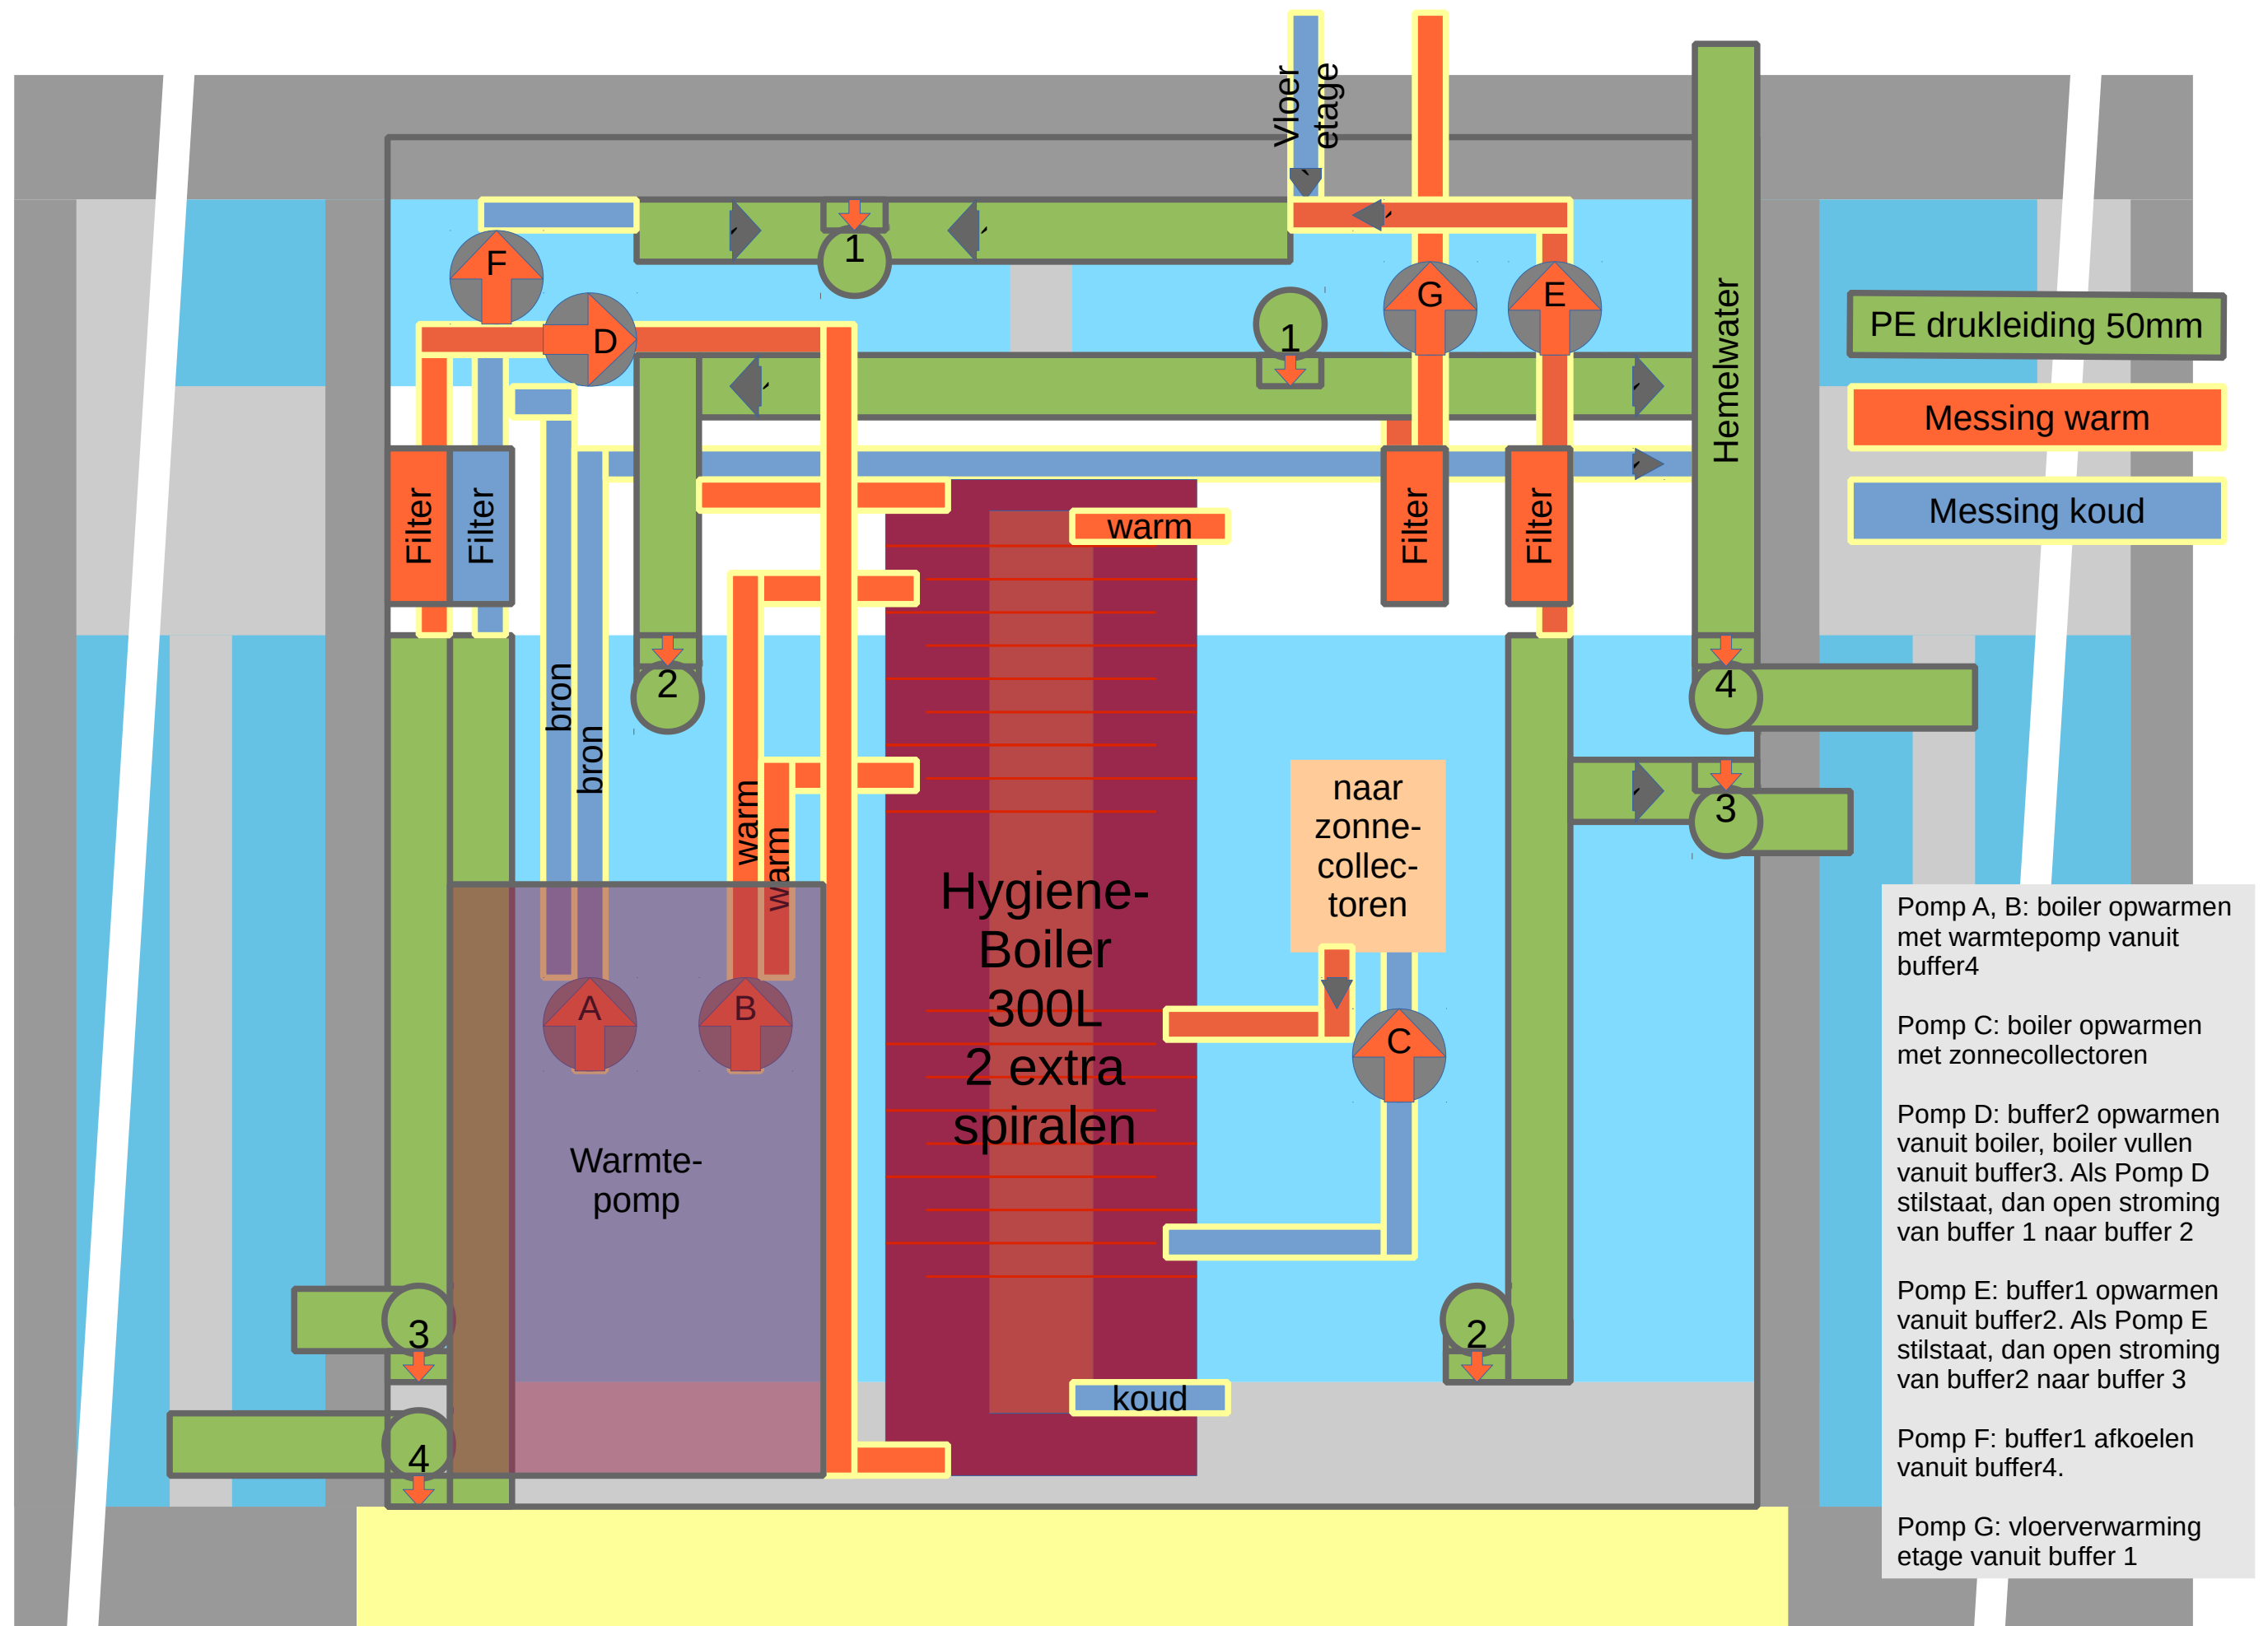 Vloer
etage
F
1
D
G
E
1
Hemelwater
PE drukleiding 50mm
Messing warm
Messing koud
Filter
Filter
Filter
Filter
warm
bron
bron
2
4
3
warm
warm
naar
zonne-
collec-
toren
Hygiene-
Boiler
300L
2 extra
spiralen
A
B
C
Warmte-
pomp
3
2
4
koud
Pomp A, B: boiler opwarmen
met warmtepomp vanuit
buffer4
Pomp C: boiler opwarmen
met zonnecollectoren
Pomp D: buffer2 opwarmen
vanuit boiler, boiler vullen
vanuit buffer3. Als Pomp D
stilstaat, dan open stroming
van buffer 1 naar buffer 2
Pomp E: buffer1 opwarmen
vanuit buffer2. Als Pomp E
stilstaat, dan open stroming
van buffer2 naar buffer 3
Pomp F: buffer1 afkoelen
vanuit buffer4.
Pomp G: vloerverwarming
etage vanuit buffer 1